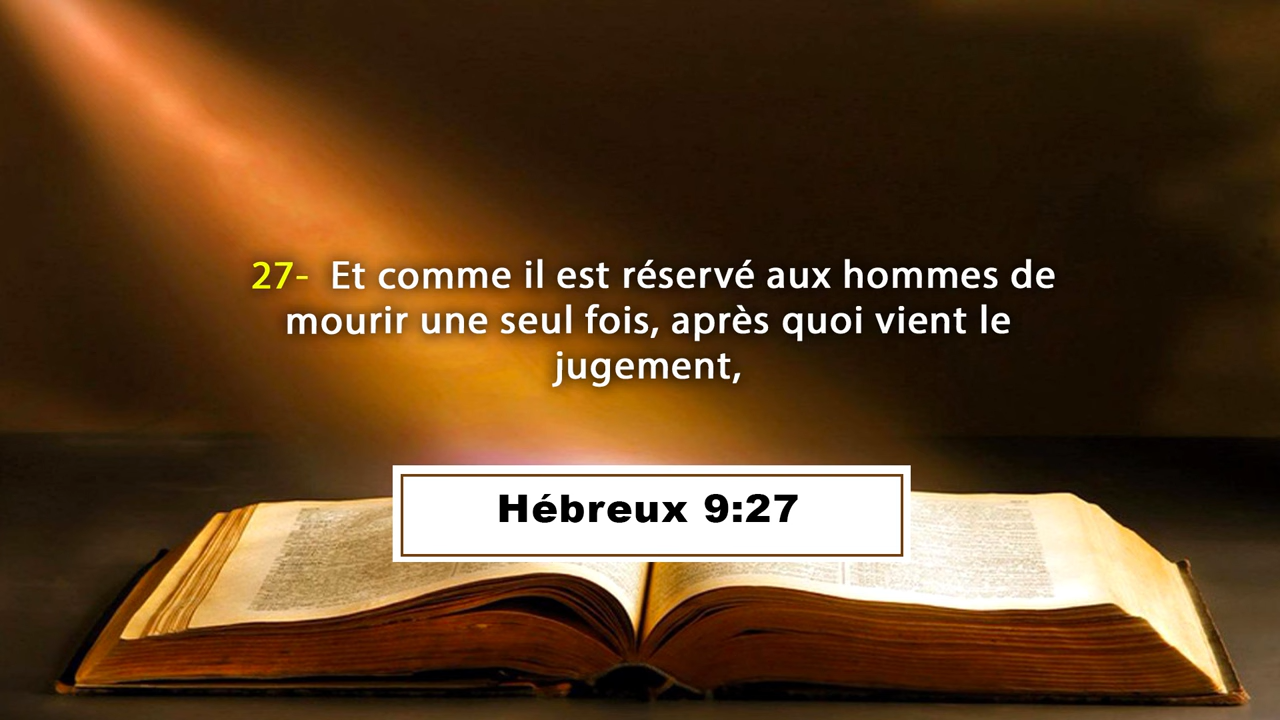 27- Et comme il est réservé aux hommes de
mourir une seul fois, après quoi vient le
jugement,
Hébreux 9:27